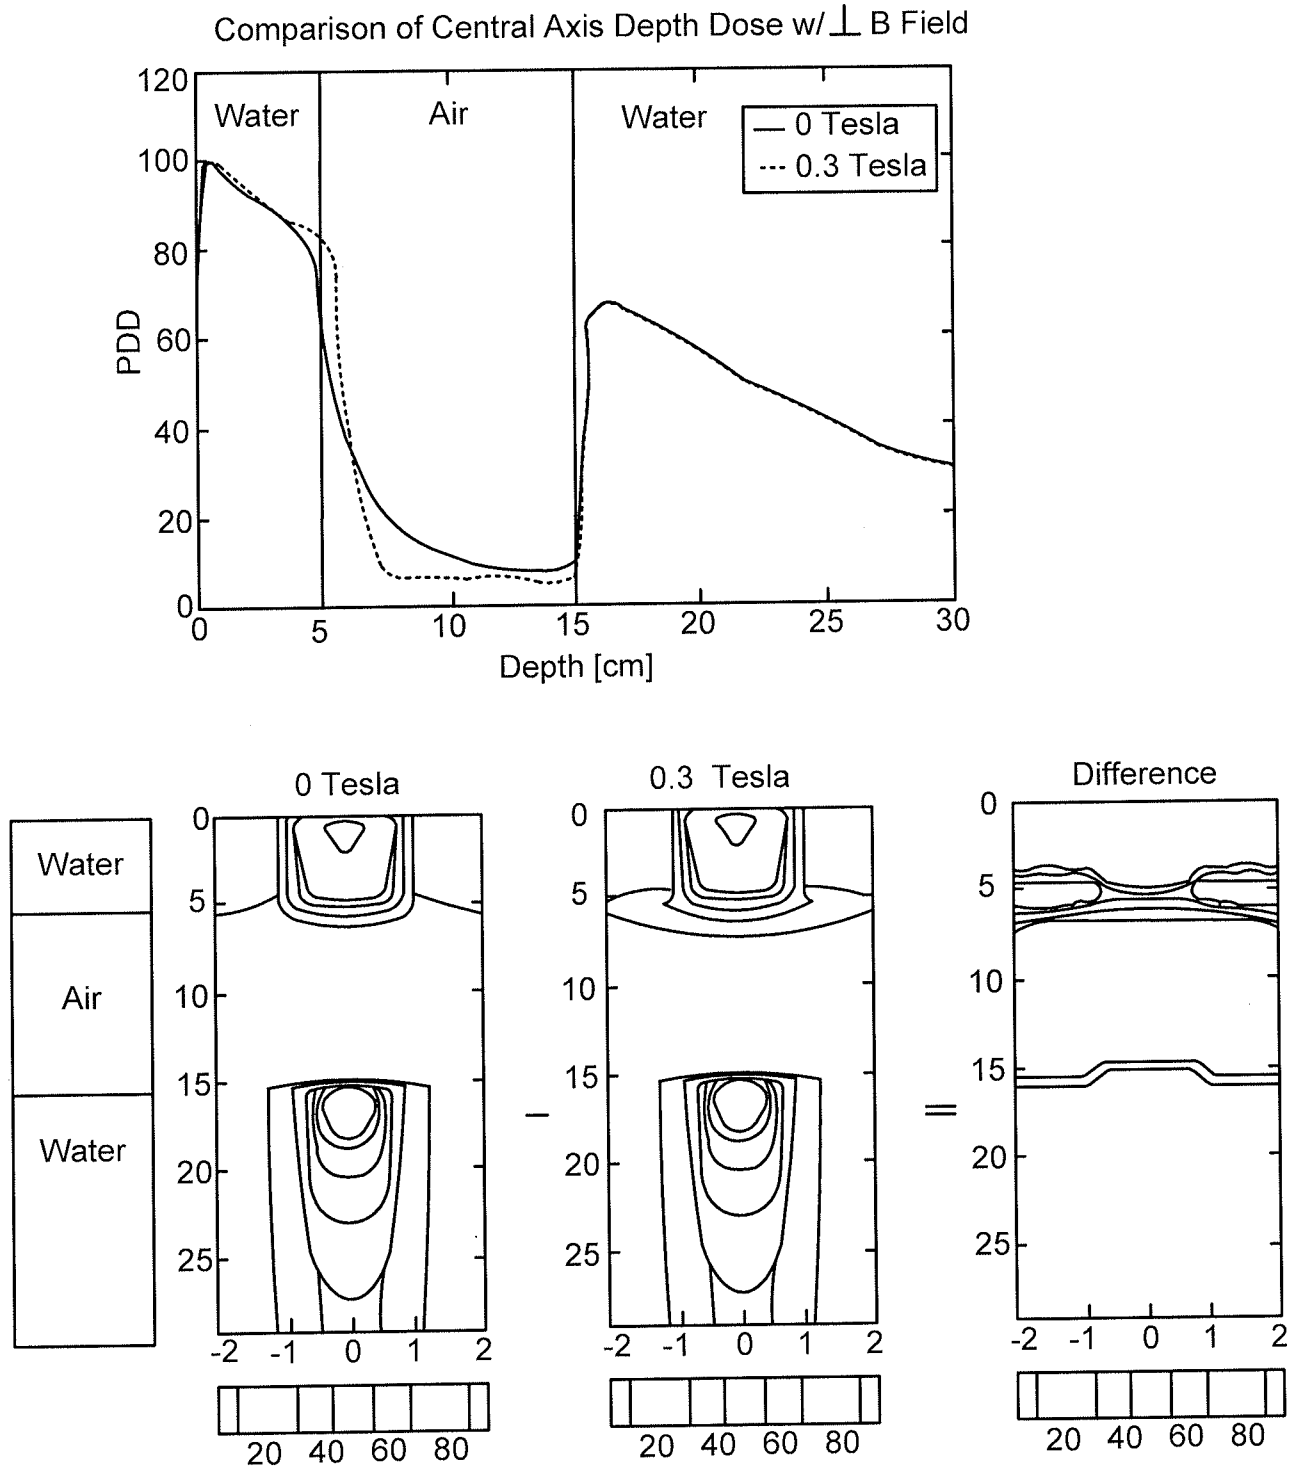 Comparison of Central Axis Depth Dose w/⊥ B Field
120
100
80
60
40
20
0
PDD
Water
Air
Water
0 Tesla
0.3 Tesla
0 5 10 15 20 25 30
Depth [cm]
Water
Air
Water
0 Tesla
0
5
10
15
20
25
-2 -1 0 1 2
20 40 60 80
–
0.3 Tesla
0
5
10
15
20
25
-2 -1 0 1 2
20 40 60 80
=
Difference
0
5
10
15
20
25
-2 -1 0 1 2
20 40 60 80